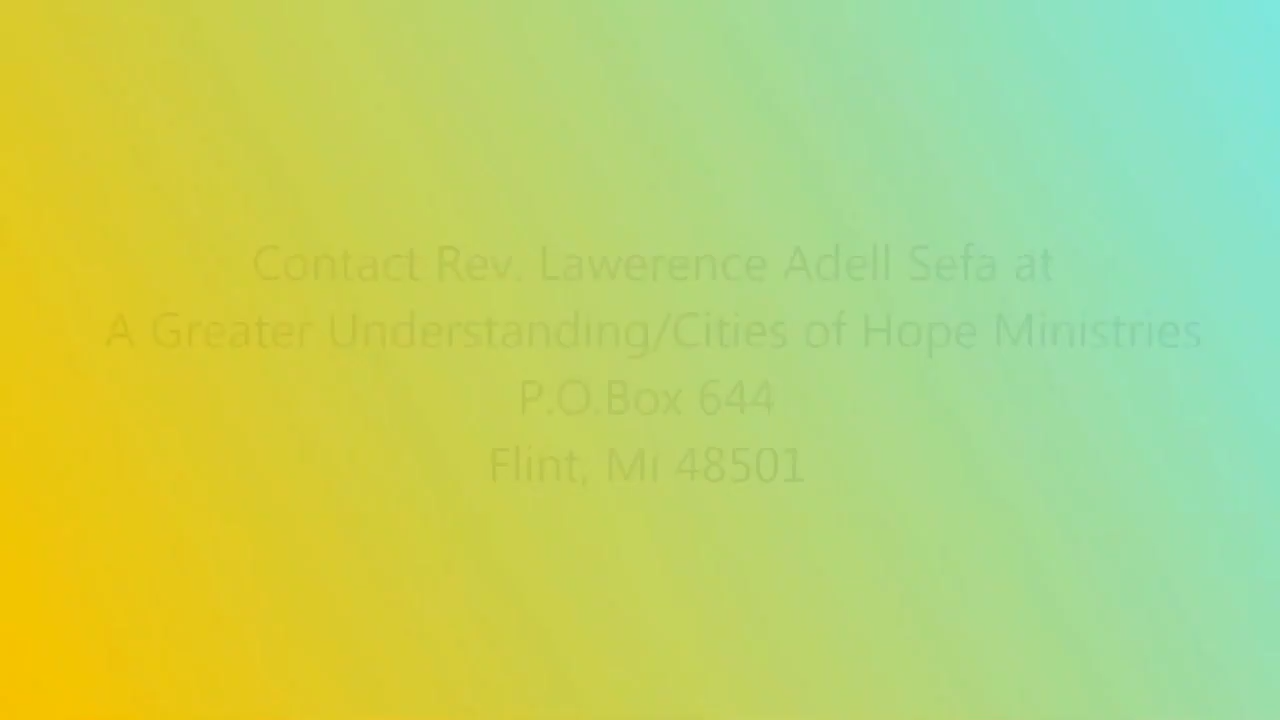 Contact Rev. Lawerence Adell Sefa at
A Greater Understanding/Cities of Hope Ministries
P.O.Box 644
Flint, Mi 48501